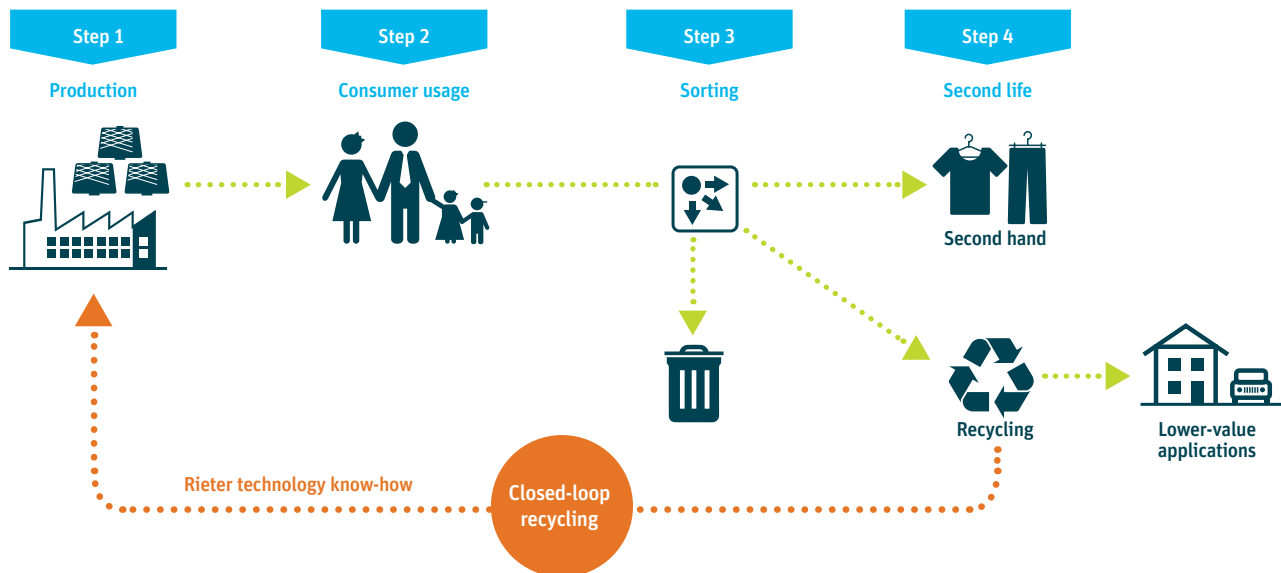 Step 1
Step 2
Step 3
Step 4
Production
Consumer usage
Sorting
Second life
Second hand
Recycling
Lower-value
applications
Rieter technology know-how
Closed-loop
recycling